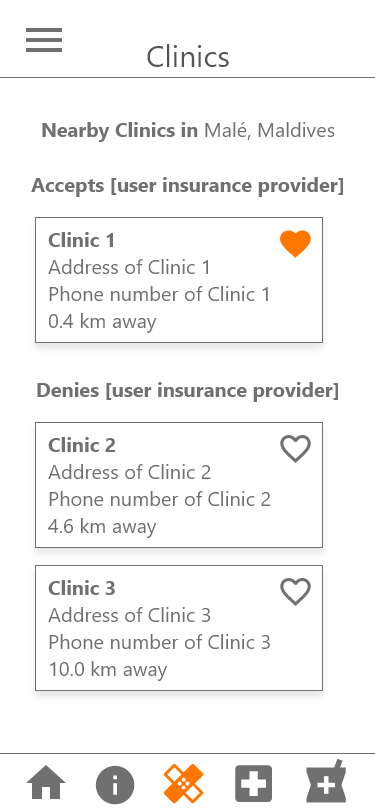 Clinics
Nearby Clinics in Malé, Maldives
Accepts [user insurance provider]
Clinic 1
Address of Clinic 1
Phone number of Clinic 1
0.4 km away
Denies [user insurance provider]
Clinic 2
Address of Clinic 2
Phone number of Clinic 2
4.6 km away
Clinic 3
Address of Clinic 3
Phone number of Clinic 3
10.0 km away